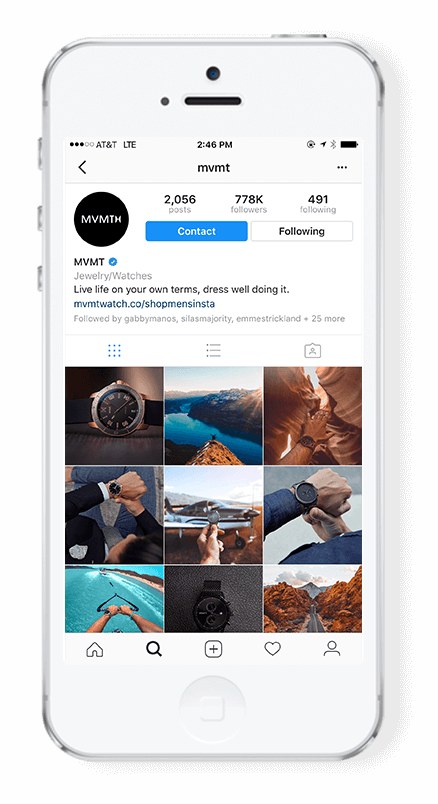 AT&T LTE 2:46 PM
mvmt
MVMTH
2,056 778K 491
posts followers following
Contact Following
MVMT
Jewelry/Watches
Live life on your own terms, dress well doing it.
mvmtwatch.co/shopmensinsta
Followed by gabbymanos, silasmajority, emmestrickland + 25 more